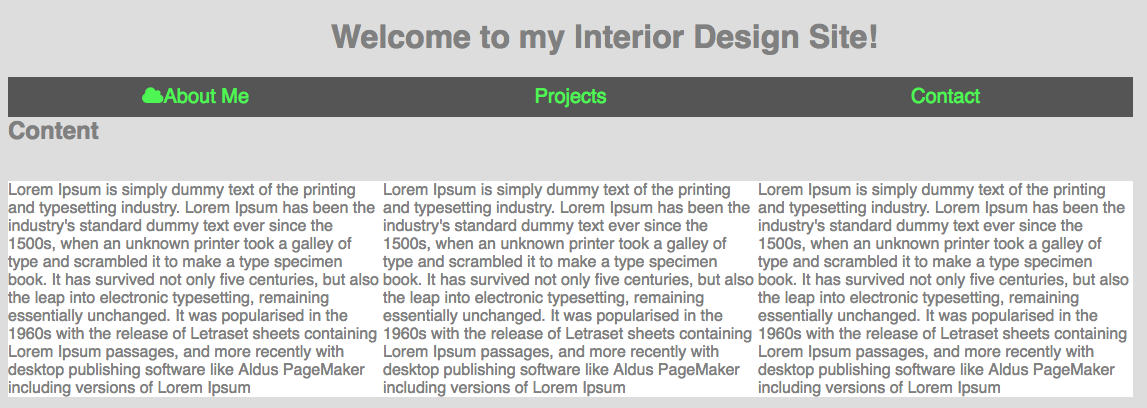 Welcome to my Interior Design Site!
About Me
Projects
Contact
Content
Lorem Ipsum is simply dummy text of the printing
and typesetting industry. Lorem Ipsum has been the
industry's standard dummy text ever since the
1500s, when an unknown printer took a galley of
type and scrambled it to make a type specimen
book. It has survived not only five centuries, but also
the leap into electronic typesetting, remaining
essentially unchanged. It was popularised in the
1960s with the release of Letraset sheets containing
Lorem Ipsum passages, and more recently with
desktop publishing software like Aldus PageMaker
including versions of Lorem Ipsum
Lorem Ipsum is simply dummy text of the printing
and typesetting industry. Lorem Ipsum has been the
industry's standard dummy text ever since the
1500s, when an unknown printer took a galley of
type and scrambled it to make a type specimen
book. It has survived not only five centuries, but also
the leap into electronic typesetting, remaining
essentially unchanged. It was popularised in the
1960s with the release of Letraset sheets containing
Lorem Ipsum passages, and more recently with
desktop publishing software like Aldus PageMaker
including versions of Lorem Ipsum
Lorem Ipsum is simply dummy text of the printing
and typesetting industry. Lorem Ipsum has been the
industry's standard dummy text ever since the
1500s, when an unknown printer took a galley of
type and scrambled it to make a type specimen
book. It has survived not only five centuries, but also
the leap into electronic typesetting, remaining
essentially unchanged. It was popularised in the
1960s with the release of Letraset sheets containing
Lorem Ipsum passages, and more recently with
desktop publishing software like Aldus PageMaker
including versions of Lorem Ipsum